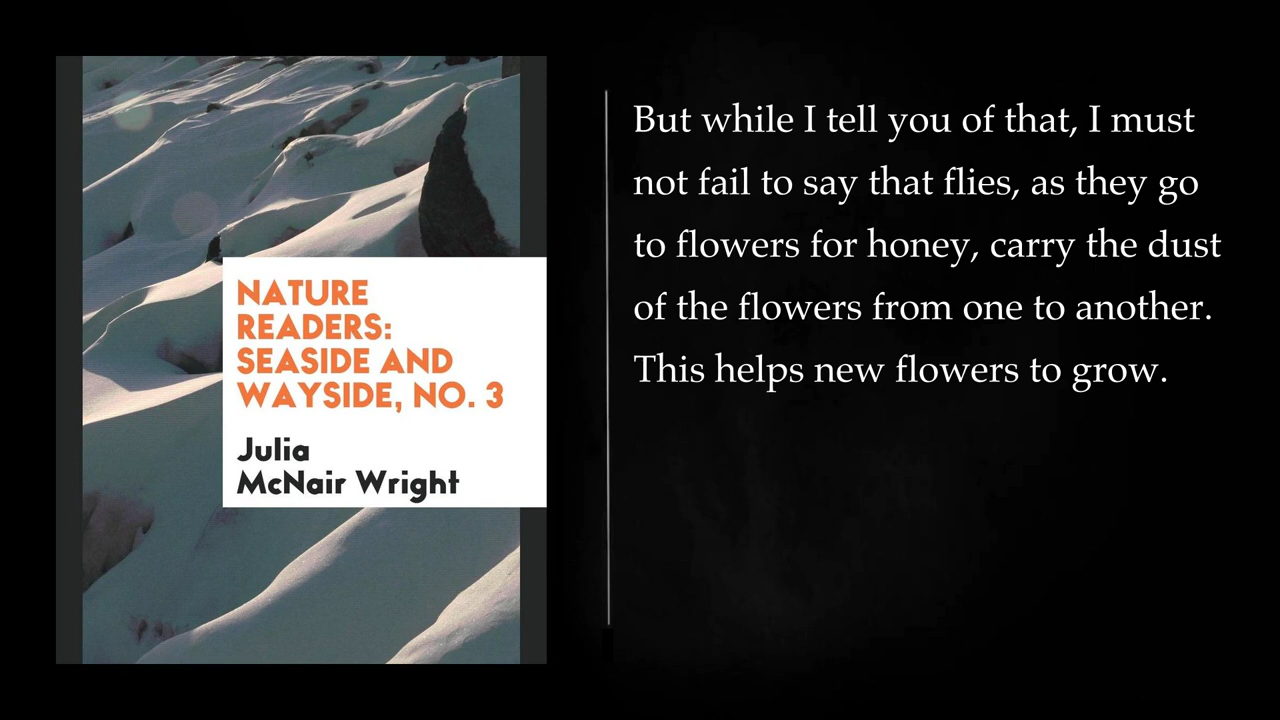 NATURE
READERS:
SEASIDE AND
WAYSIDE, NO. 3
Julia
McNair Wright
But while I tell you of that, I must
not fail to say that flies, as they go
to flowers for honey, carry the dust
of the flowers from one to another.
This helps new flowers to grow.